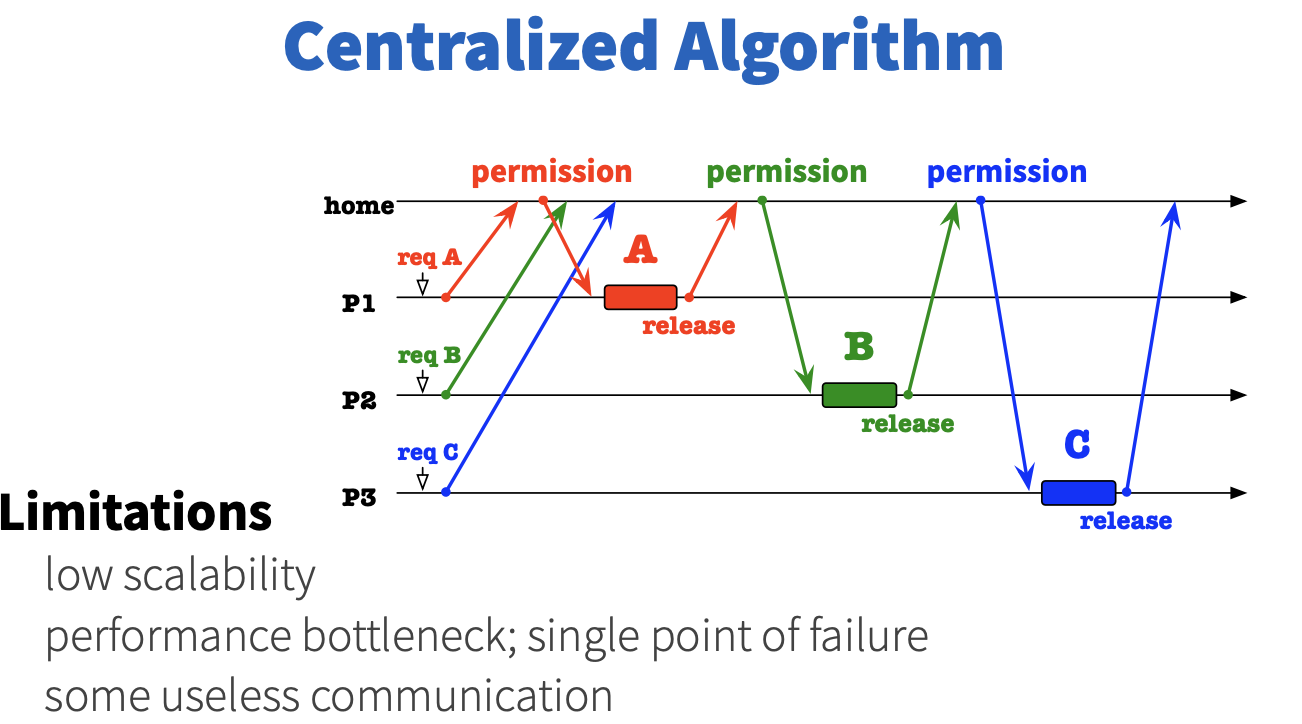 Centralized Algorithm
permission permission permission
home
req A
A
P1
release
req B
B
P2
release
req C
C
P3
release
Limitations
low scalability
performance bottleneck; single point of failure
some useless communication